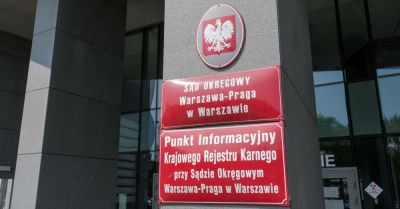 SĄD OKRĘGOWY
Warszawa-Praga
w Warszawie
Punkt Informacyjny
Krajowego Rejestru Karnego
przy Sądzie Okręgowym
Warszawa-Praga w Warszawie